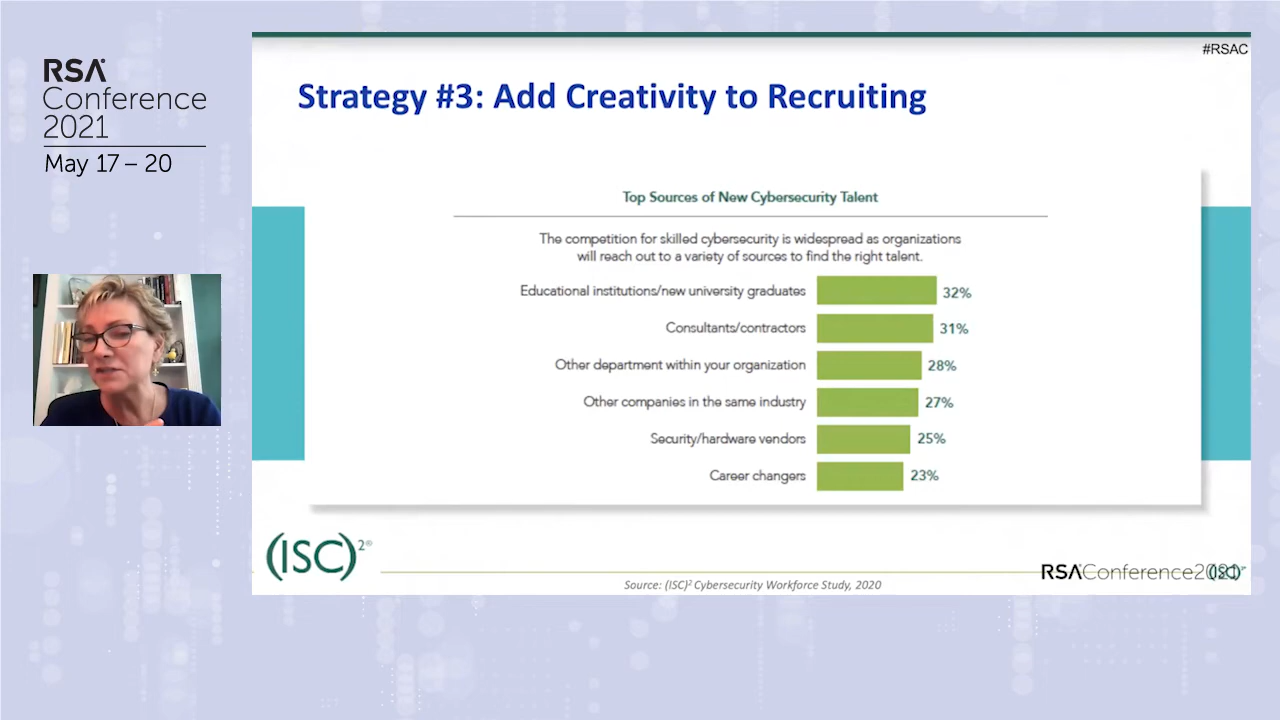 RSA
Conference
2021
May 17 – 20
#RSAC
Strategy #3: Add Creativity to Recruiting
Top Sources of New Cybersecurity Talent
The competition for skilled cybersecurity is widespread as organizations
will reach out to a variety of sources to find the right talent.
Educational institutions/new university graduates 32%
Consultants/contractors 31%
Other department within your organization 28%
Other companies in the same industry 27%
Security/hardware vendors 25%
Career changers 23%
(ISC)²®
Source: (ISC)² Cybersecurity Workforce Study, 2020
RSAConference2021
(ISC)²